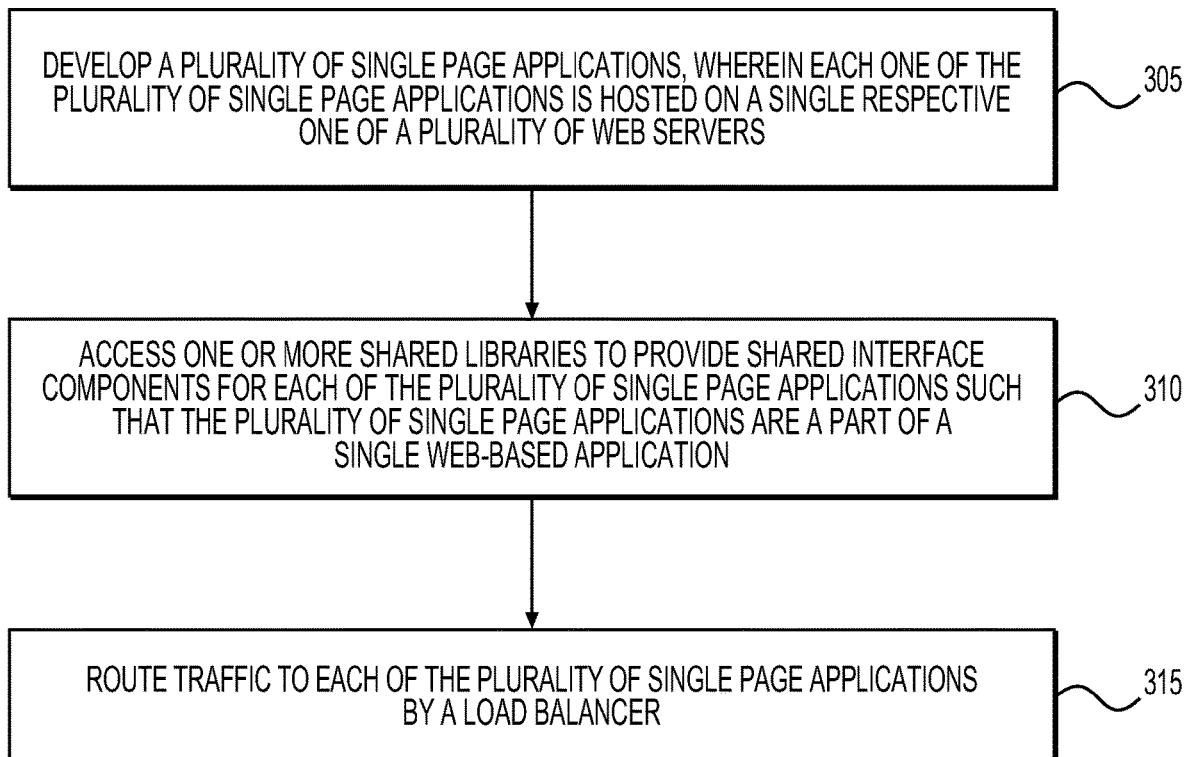 DEVELOP A PLURALITY OF SINGLE PAGE APPLICATIONS, WHEREIN EACH ONE OF THE
PLURALITY OF SINGLE PAGE APPLICATIONS IS HOSTED ON A SINGLE RESPECTIVE
ONE OF A PLURALITY OF WEB SERVERS
305
ACCESS ONE OR MORE SHARED LIBRARIES TO PROVIDE SHARED INTERFACE
COMPONENTS FOR EACH OF THE PLURALITY OF SINGLE PAGE APPLICATIONS SUCH
THAT THE PLURALITY OF SINGLE PAGE APPLICATIONS ARE A PART OF A
SINGLE WEB-BASED APPLICATION
310
ROUTE TRAFFIC TO EACH OF THE PLURALITY OF SINGLE PAGE APPLICATIONS
BY A LOAD BALANCER
315